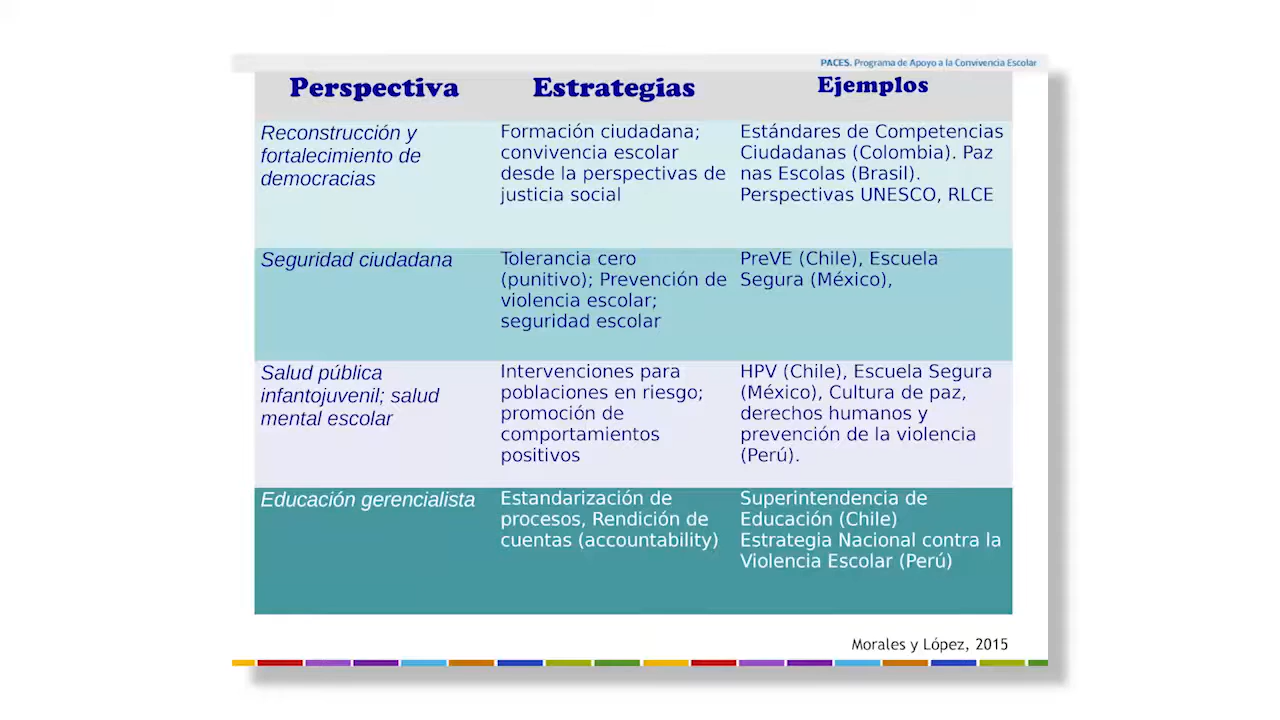 PACES. Programa de Apoyo a la Convivencia Escolar
Perspectiva
Estrategias
Ejemplos
Reconstrucción y
fortalecimiento de
democracias
Formación ciudadana;
convivencia escolar
desde la perspectivas de
justicia social
Estándares de Competencias
Ciudadanas (Colombia). Paz
nas Escolas (Brasil).
Perspectivas UNESCO, RLCE
Seguridad ciudadana
Tolerancia cero
(punitivo); Prevención de
violencia escolar;
seguridad escolar
PreVE (Chile), Escuela
Segura (México),
Salud pública
infantojuvenil; salud
mental escolar
Intervenciones para
poblaciones en riesgo;
promoción de
comportamientos
positivos
HPV (Chile), Escuela Segura
(México), Cultura de paz,
derechos humanos y
prevención de la violencia
(Perú).
Educación gerencialista
Estandarización de
procesos, Rendición de
cuentas (accountability)
Superintendencia de
Educación (Chile)
Estrategia Nacional contra la
Violencia Escolar (Perú)
Morales y López, 2015